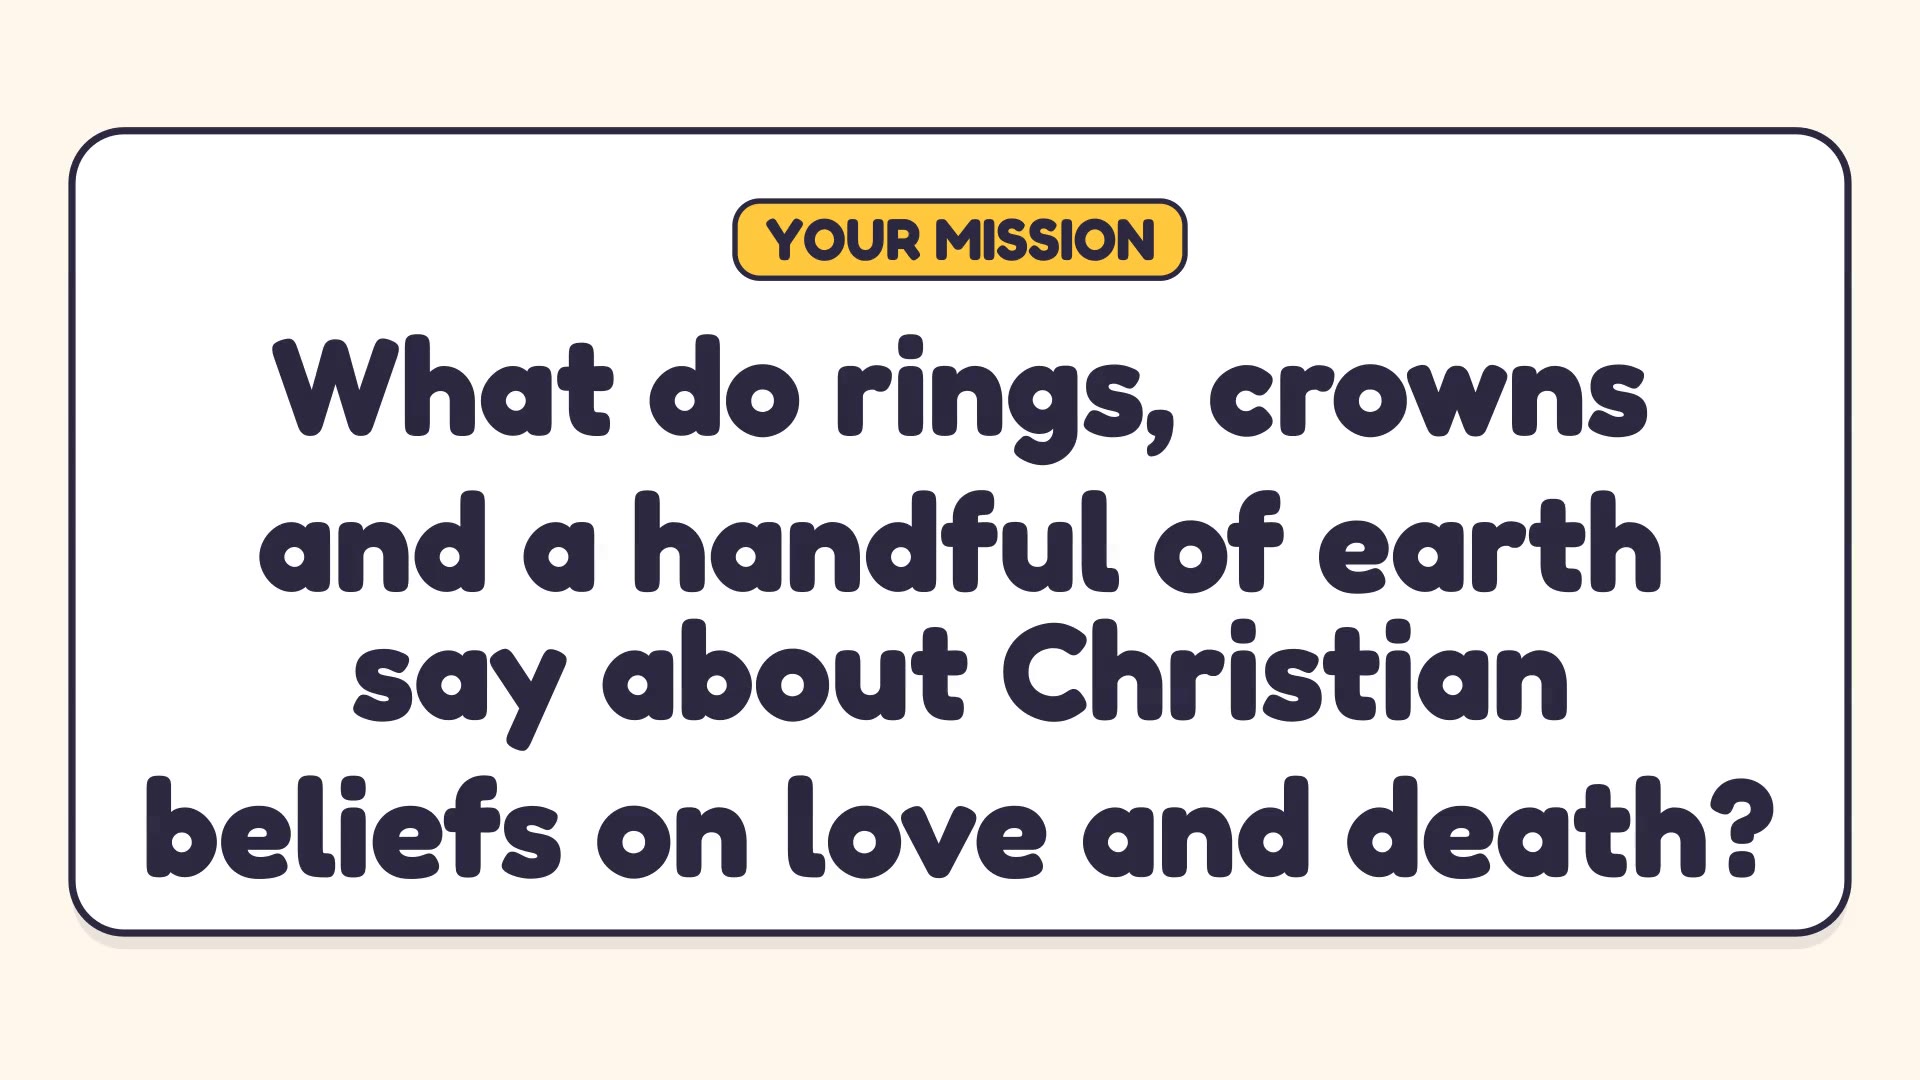 YOUR MISSION
What do rings, crowns
and a handful of earth
say about Christian
beliefs on love and death?